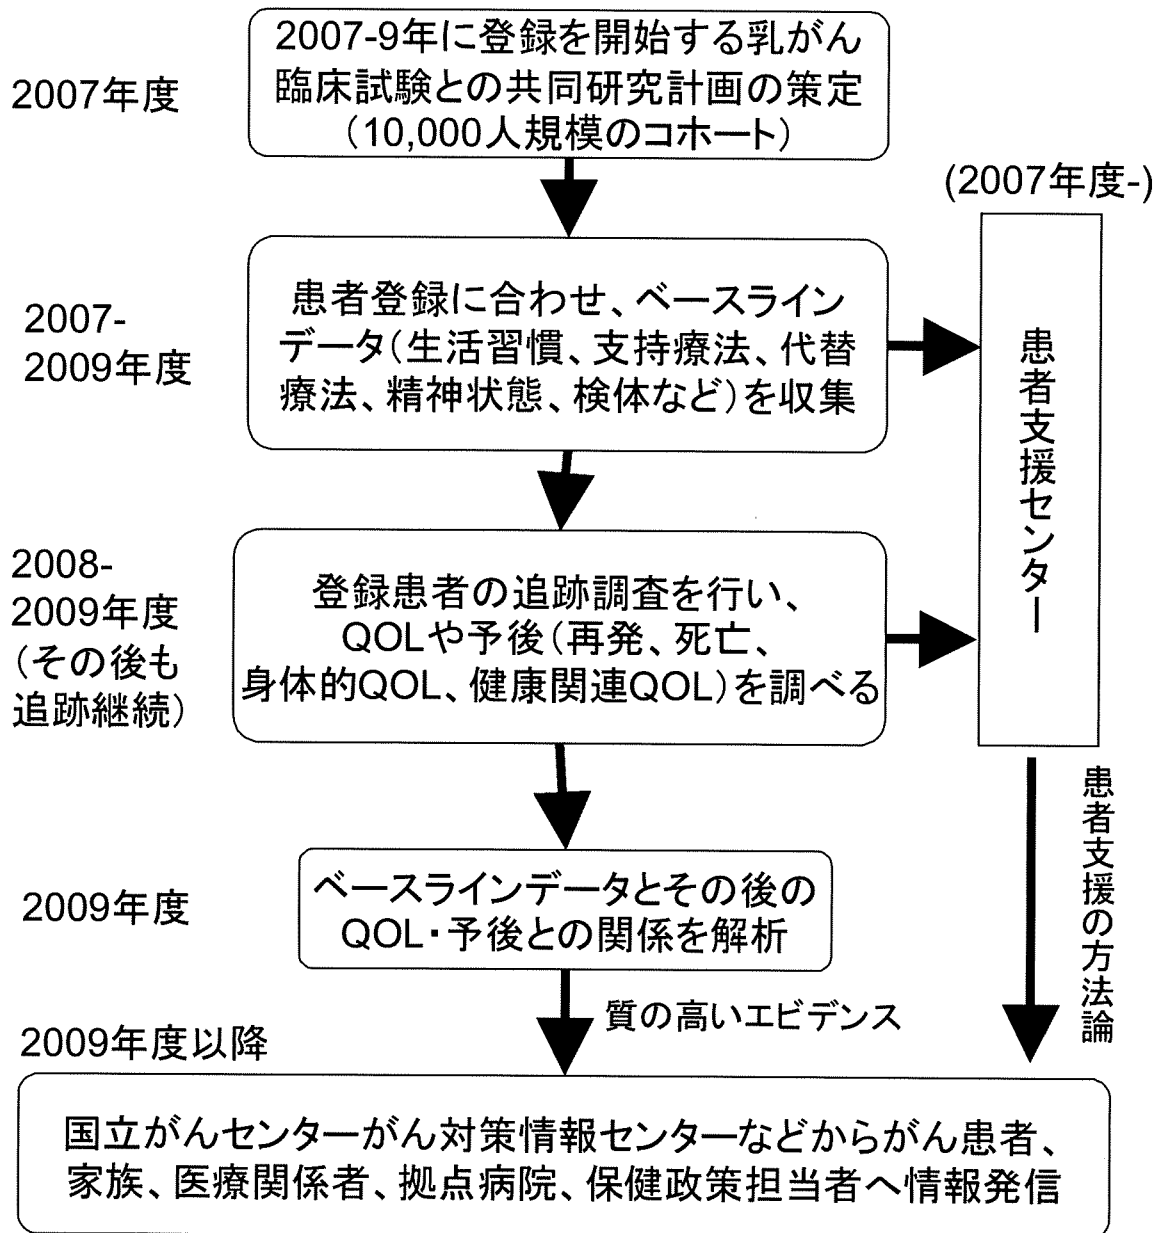 2007年度
2007-9年に登録を開始する乳がん
臨床試験との共同研究計画の策定
（10,000人規模のコホート）
(2007年度-)
2007-
2009年度
患者登録に合わせ、ベースライン
データ（生活習慣、支持療法、代替
療法、精神状態、検体など）を収集
患者支援センター
2008-
2009年度
（その後も
追跡継続）
登録患者の追跡調査を行い、
QOLや予後（再発、死亡、
身体的QOL、健康関連QOL）を調べる
患者支援の方法論
2009年度
ベースラインデータとその後の
QOL・予後との関係を解析
質の高いエビデンス
2009年度以降
国立がんセンターがん対策情報センターなどからがん患者、
家族、医療関係者、拠点病院、保健政策担当者へ情報発信